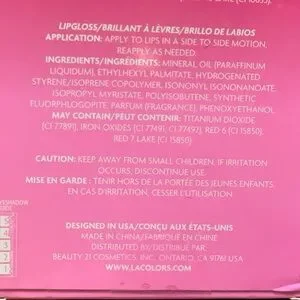 LIPGLOSS/BRILLANT À LÈVRES/BRILLO DE LABIOS
APPLICATION: APPLY TO LIPS IN A SIDE TO SIDE MOTION.
REAPPLY AS NEEDED.
INGREDIENTS/INGRÉDIENTS: MINERAL OIL (PARAFFINUM
LIQUIDUM), ETHYLHEXYL PALMITATE, HYDROGENATED
STYRENE/ISOPRENE COPOLYMER, ISONONYL ISONONANOATE,
ISOPROPYL MYRISTATE, POLYISOBUTENE, SYNTHETIC
FLUORPHLOGOPITE, PARFUM (FRAGRANCE), PHENOXYETHANOL
MAY CONTAIN/PEUT CONTENIR: TITANIUM DIOXIDE
(CI 77891), IRON OXIDES (CI 77491, CI 77492), RED 6 (CI 15850),
RED 7 LAKE (CI 15850)
CAUTION: KEEP AWAY FROM SMALL CHILDREN. IF IRRITATION
OCCURS, DISCONTINUE USE.
MISE EN GARDE: TENIR HORS DE LA PORTÉE DES JEUNES ENFANTS.
EN CAS D'IRRITATION, CESSER L'UTILISATION
DESIGNED IN USA/CONÇU AUX ÉTATS-UNIS
MADE IN CHINA/FABRIQUÉ EN CHINE
DISTRIBUTED BY/DISTRIBUÉ PAR:
BEAUTY 21 COSMETICS, INC. ONTARIO, CA 91761 USA
WWW.LACOLORS.COM